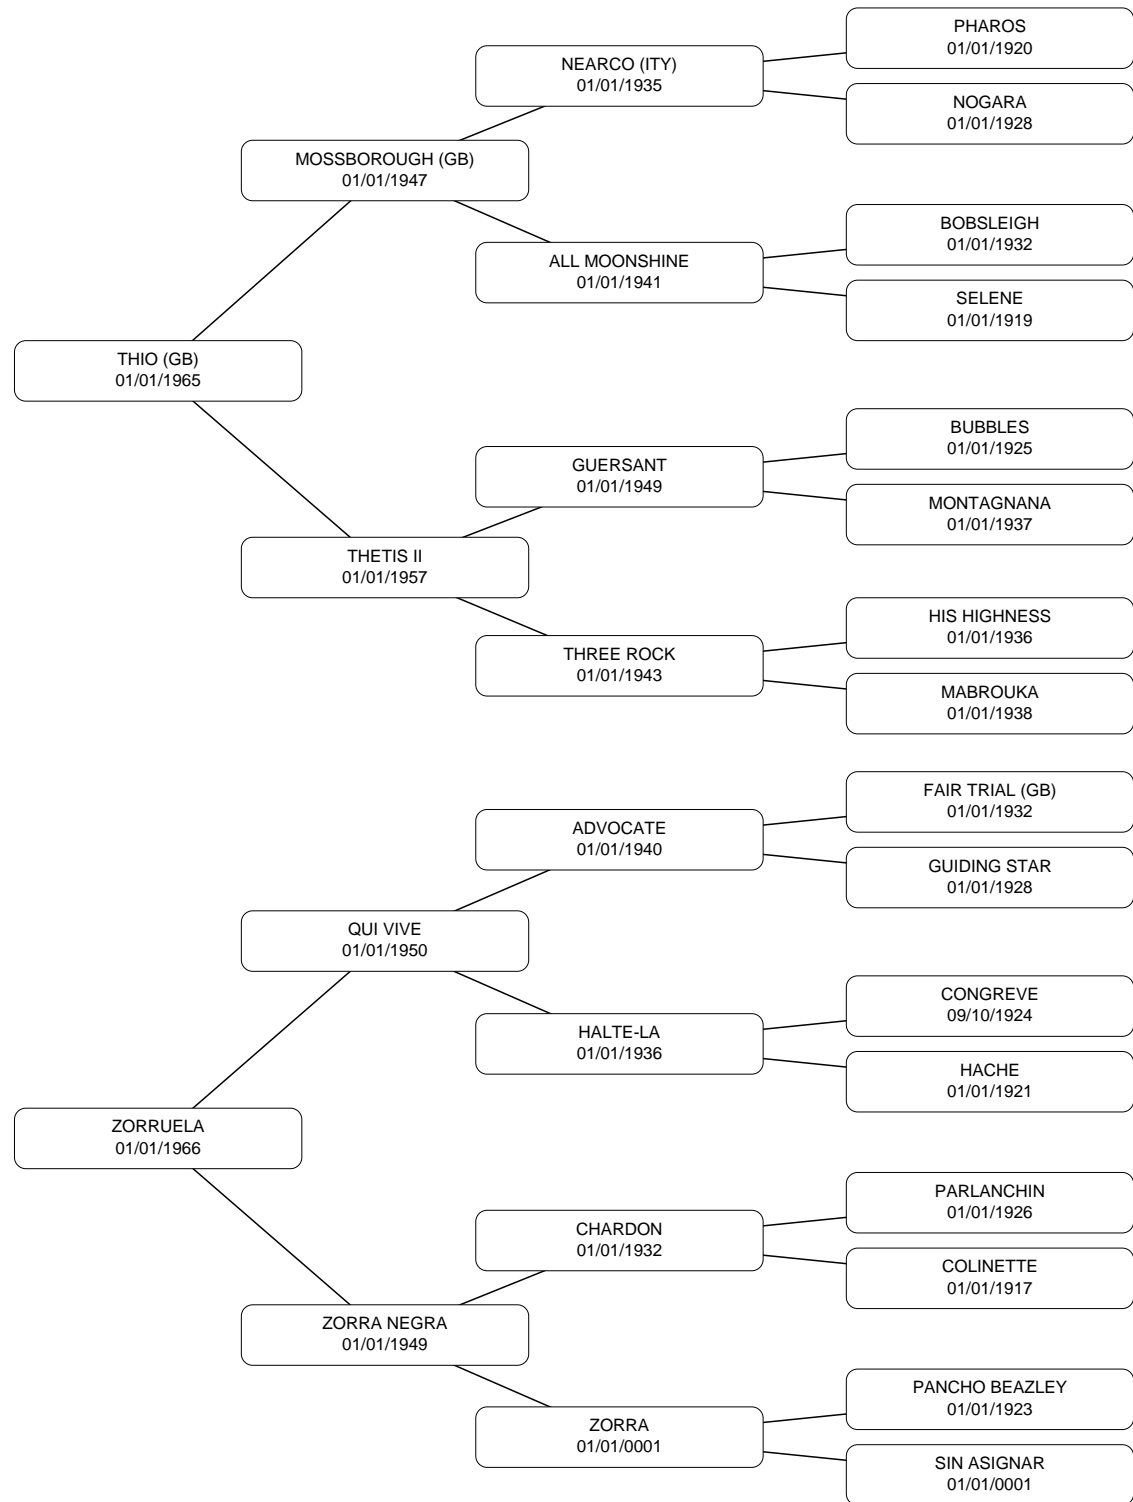 PHAROS
01/01/1920
NEARCO (ITY)
01/01/1935
NOGARA
01/01/1928
MOSSBOROUGH (GB)
01/01/1947
BOBSLEIGH
01/01/1932
ALL MOONSHINE
01/01/1941
SELENE
01/01/1919
THIO (GB)
01/01/1965
BUBBLES
01/01/1925
GUERSANT
01/01/1949
MONTAGNANA
01/01/1937
THETIS II
01/01/1957
HIS HIGHNESS
01/01/1936
THREE ROCK
01/01/1943
MABROUKA
01/01/1938
FAIR TRIAL (GB)
01/01/1932
ADVOCATE
01/01/1940
GUIDING STAR
01/01/1928
QUI VIVE
01/01/1950
CONGREVE
09/10/1924
HALTE-LA
01/01/1936
HACHE
01/01/1921
ZORRUELA
01/01/1966
PARLANCHIN
01/01/1926
CHARDON
01/01/1932
COLINETTE
01/01/1917
ZORRA NEGRA
01/01/1949
PANCHO BEAZLEY
01/01/1923
ZORRA
01/01/0001
SIN ASIGNAR
01/01/0001